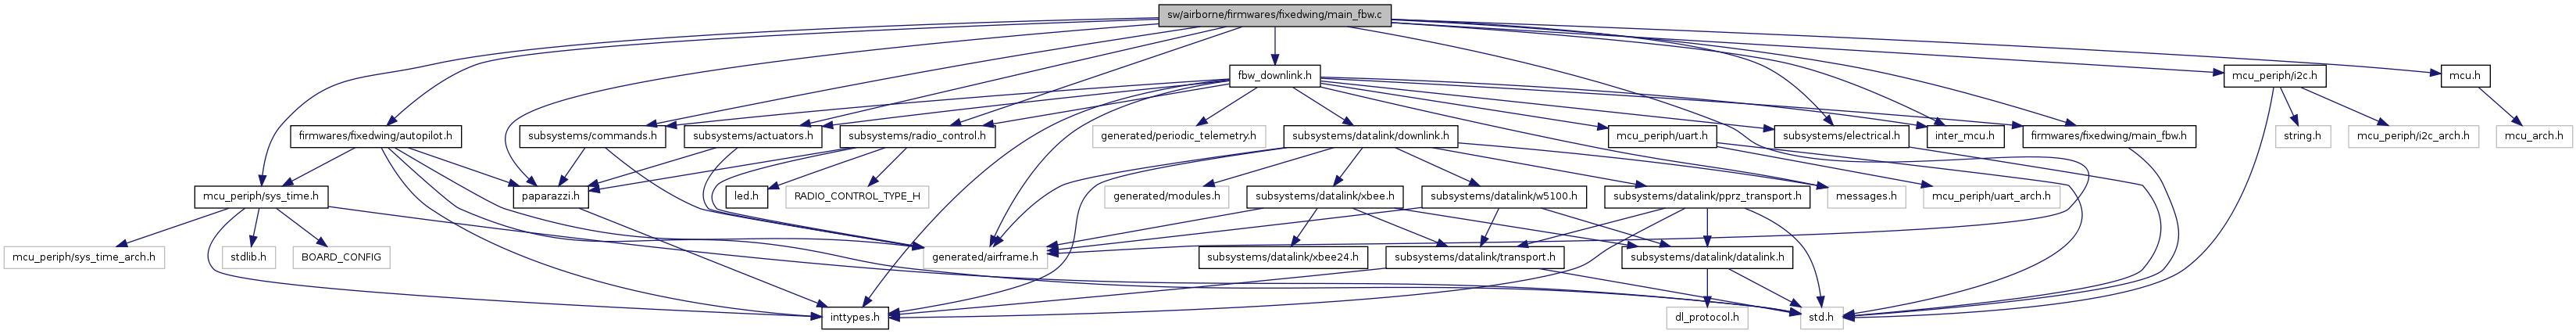 sw/airborne/firmwares/fixedwing/main_fbw.c
fbw_downlink.h
mcu_periph/i2c.h
mcu.h
firmwares/fixedwing/autopilot.h
subsystems/commands.h
subsystems/actuators.h
subsystems/radio_control.h
generated/periodic_telemetry.h
subsystems/datalink/downlink.h
mcu_periph/uart.h
subsystems/electrical.h
inter_mcu.h
firmwares/fixedwing/main_fbw.h
string.h
mcu_periph/i2c_arch.h
mcu_arch.h
mcu_periph/sys_time.h
paparazzi.h
led.h
RADIO_CONTROL_TYPE_H
generated/modules.h
subsystems/datalink/xbee.h
subsystems/datalink/w5100.h
subsystems/datalink/pprz_transport.h
messages.h
mcu_periph/uart_arch.h
mcu_periph/sys_time_arch.h
stdlib.h
BOARD_CONFIG
generated/airframe.h
subsystems/datalink/xbee24.h
subsystems/datalink/transport.h
subsystems/datalink/datalink.h
inttypes.h
dl_protocol.h
std.h